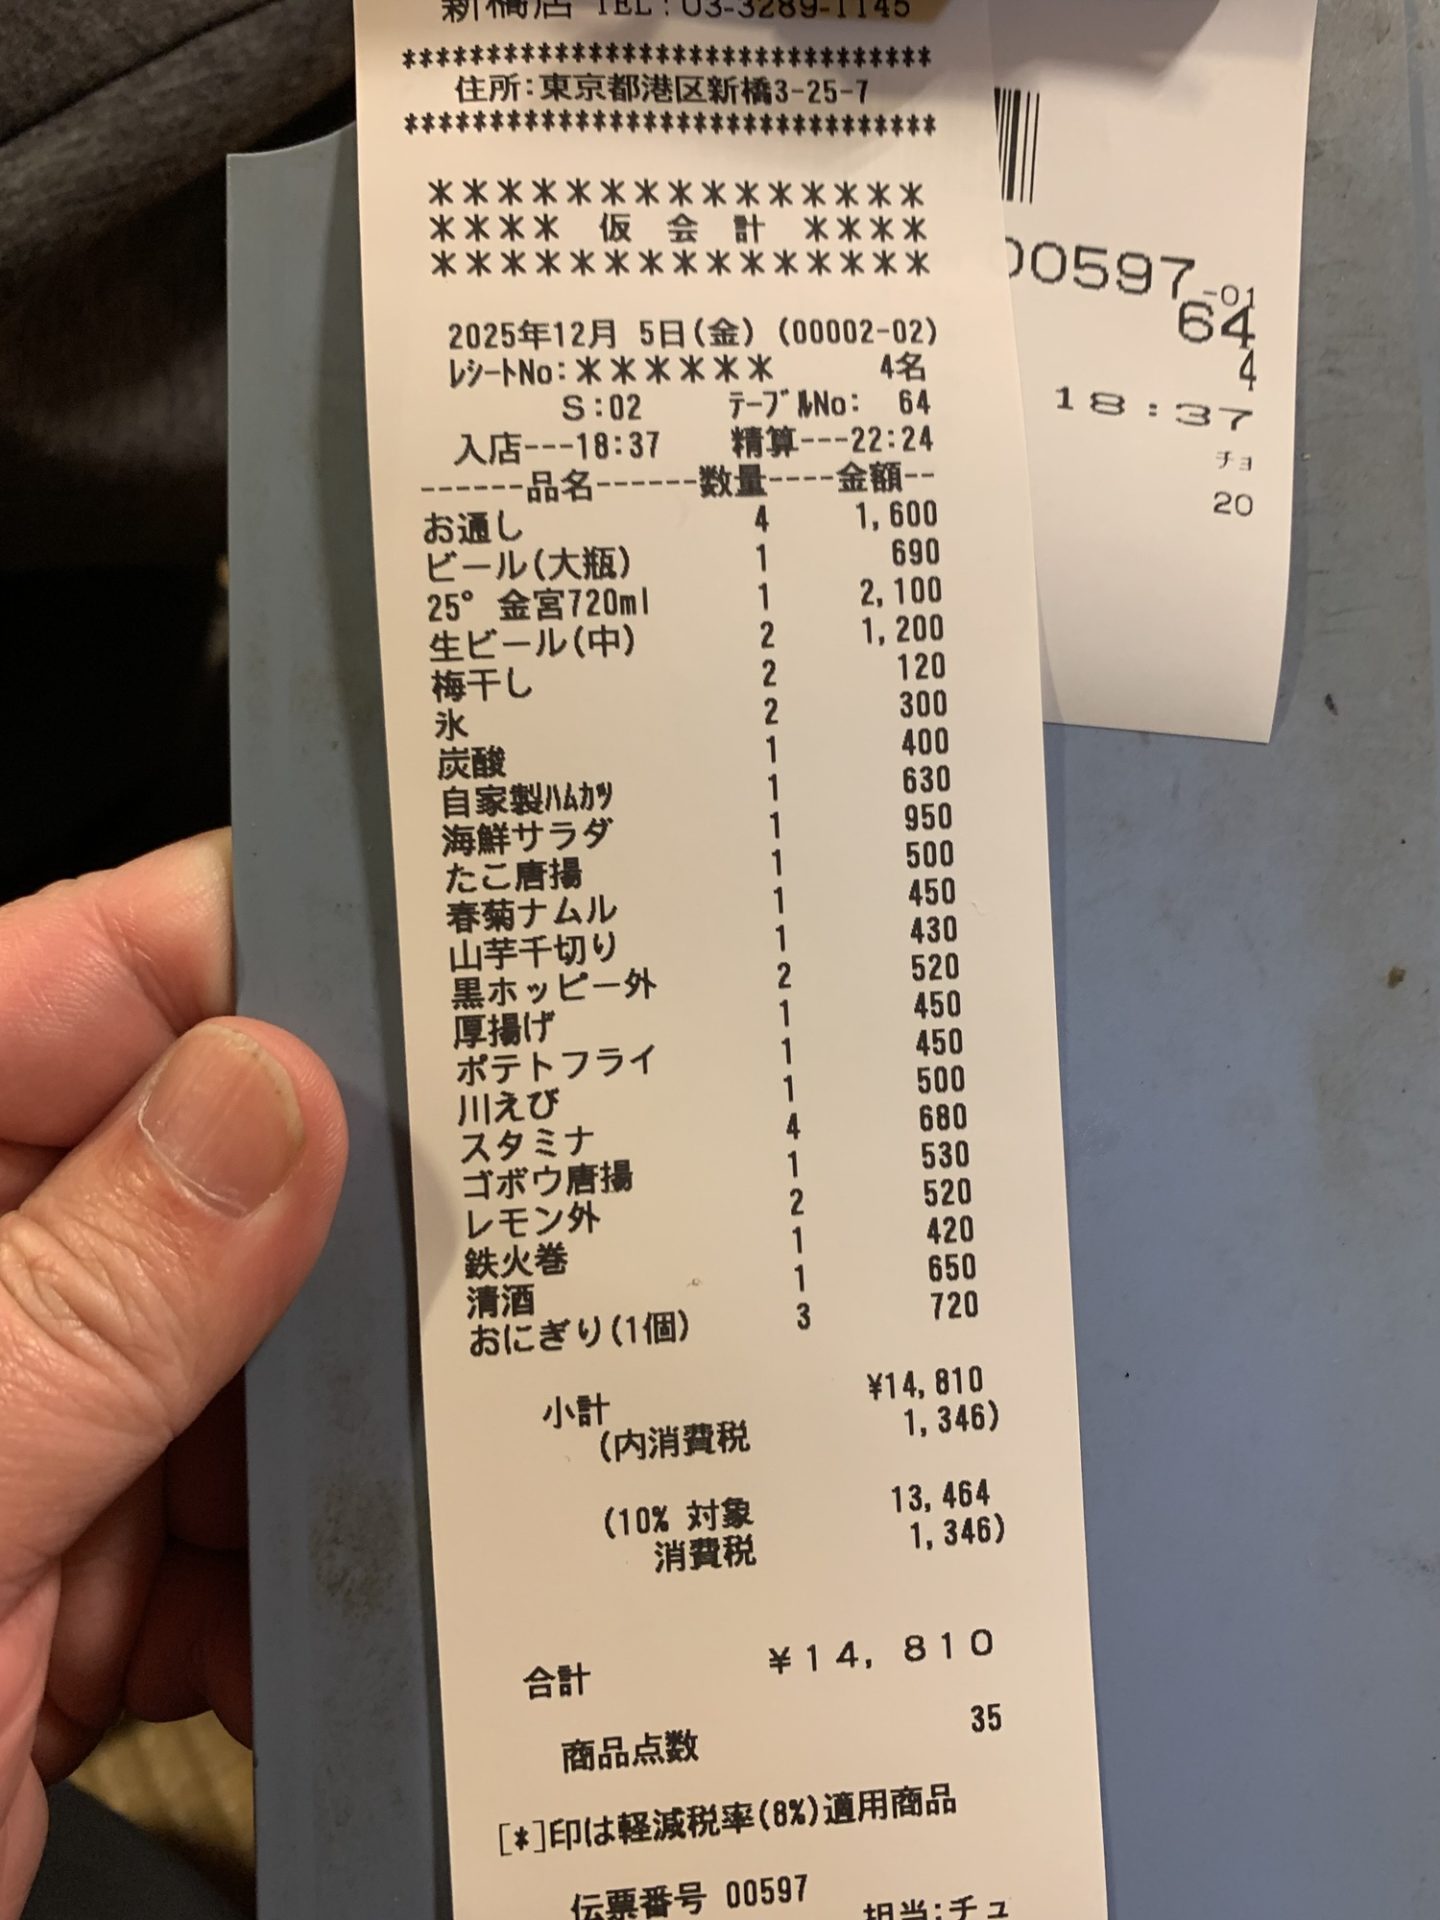 新橋店 TEL:03-3289-1145
*******************************
住所:東京都港区新橋3-25-7
*******************************
***************
**** 仮 会 計 ****
***************
2025年12月 5日(金) (00002-02)
ﾚｼｰﾄNo:****** 4名
S:02 ﾃｰﾌﾞﾙNo: 64
入店---18:37 精算---22:24
------品名------数量----金額--
お通し 4 1,600
ビール(大瓶) 1 690
25° 金宮720ml 1 2,100
生ビール(中) 2 1,200
梅干し 2 120
氷 2 300
炭酸 1 400
自家製ﾊﾑｶﾂ 1 630
海鮮サラダ 1 950
たこ唐揚 1 500
春菊ナムル 1 450
山芋千切り 1 430
黒ホッピー外 2 520
厚揚げ 1 450
ポテトフライ 1 450
川えび 1 500
スタミナ 4 680
ゴボウ唐揚 1 530
レモン外 2 520
鉄火巻 1 420
清酒 1 650
おにぎり(1個) 3 720
小計 ¥14,810
(内消費税 1,346)
(10% 対象 13,464
消費税 1,346)
合計 ¥14,810
商品点数 35
[*]印は軽減税率(8%)適用商品
伝票番号 00597
担当:チュ
00597-01
64
4
18:37
チョ
20